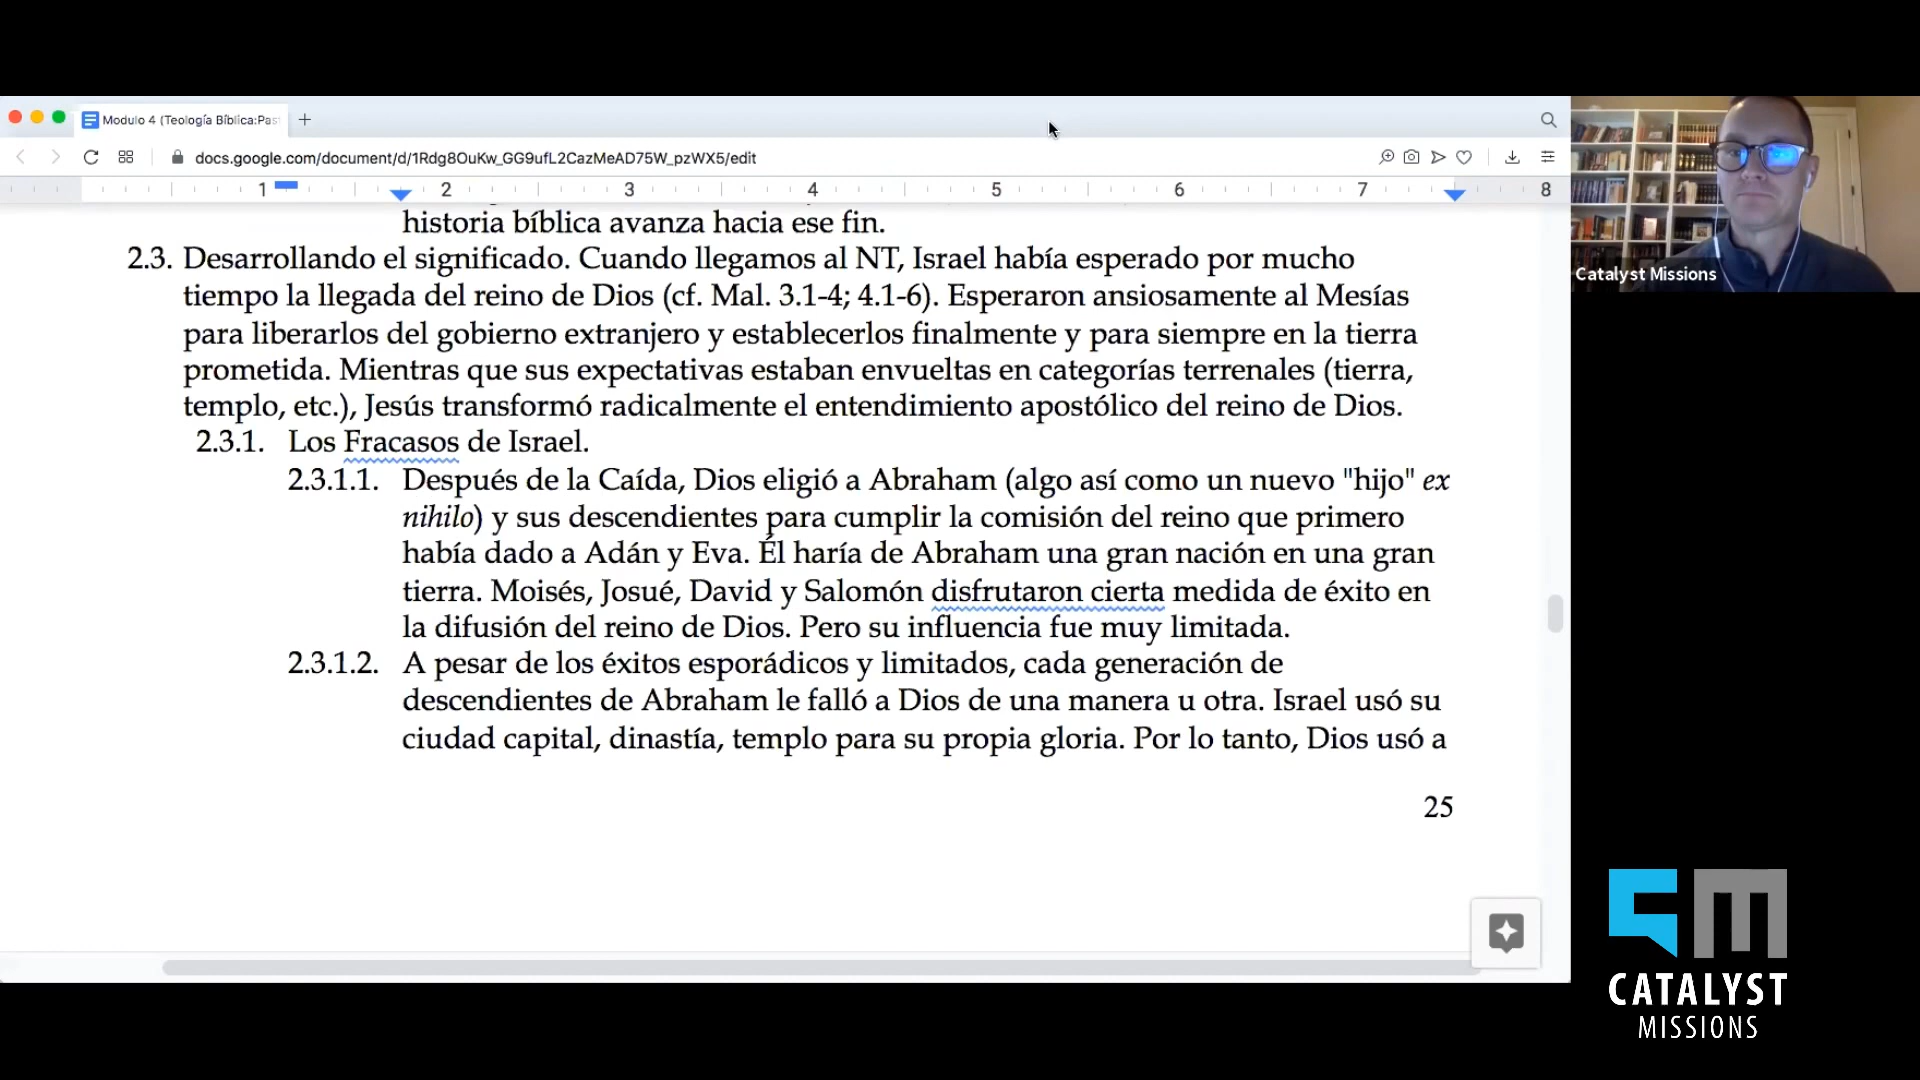 Modulo 4 (Teología Bíblica:Pas
docs.google.com/document/d/1Rdg8OuKw_GG9ufL2CazMeAD75W_pzWX5/edit
1 2 3 4 5 6 7 8
Catalyst Missions
historia bíblica avanza hacia ese fin.
2.3. Desarrollando el significado. Cuando llegamos al NT, Israel había esperado por mucho
tiempo la llegada del reino de Dios (cf. Mal. 3.1-4; 4.1-6). Esperaron ansiosamente al Mesías
para liberarlos del gobierno extranjero y establecerlos finalmente y para siempre en la tierra
prometida. Mientras que sus expectativas estaban envueltas en categorías terrenales (tierra,
templo, etc.), Jesús transformó radicalmente el entendimiento apostólico del reino de Dios.
2.3.1. Los Fracasos de Israel.
2.3.1.1. Después de la Caída, Dios eligió a Abraham (algo así como un nuevo "hijo" ex
nihilo) y sus descendientes para cumplir la comisión del reino que primero
había dado a Adán y Eva. Él haría de Abraham una gran nación en una gran
tierra. Moisés, Josué, David y Salomón disfrutaron cierta medida de éxito en
la difusión del reino de Dios. Pero su influencia fue muy limitada.
2.3.1.2. A pesar de los éxitos esporádicos y limitados, cada generación de
descendientes de Abraham le falló a Dios de una manera u otra. Israel usó su
ciudad capital, dinastía, templo para su propia gloria. Por lo tanto, Dios usó a
25
CATALYST
MISSIONS